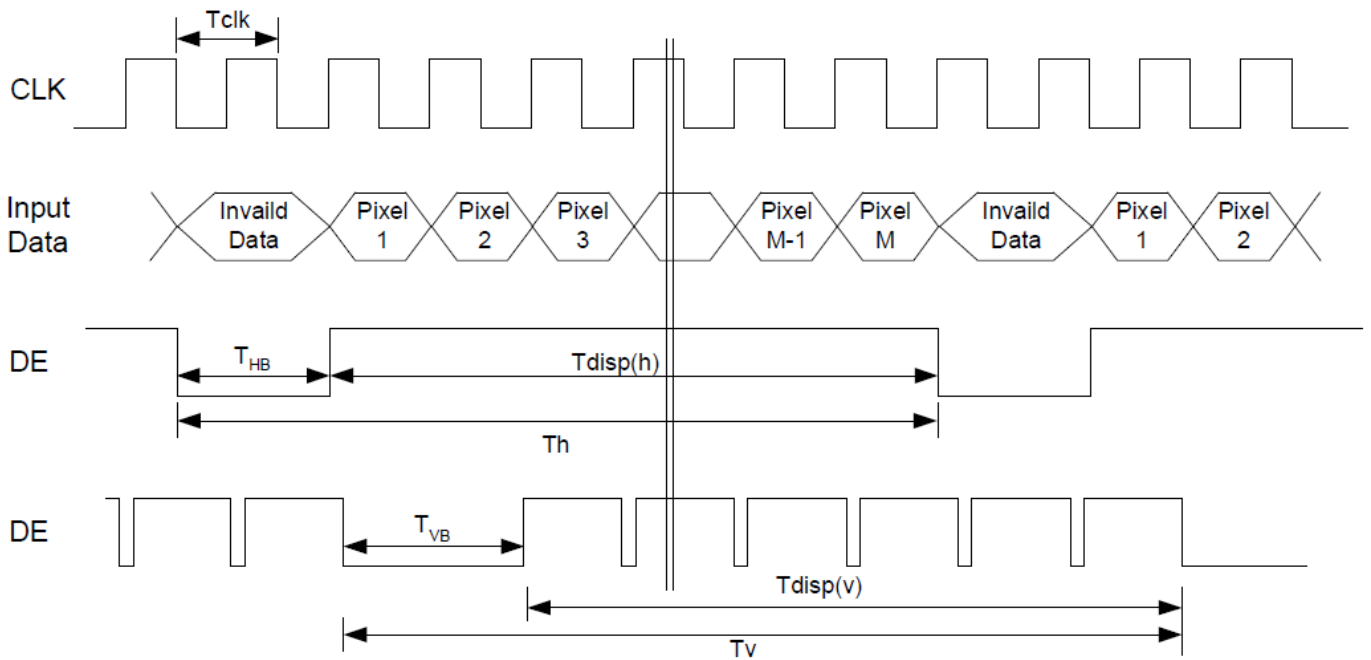 Tclk
CLK
Input
Data
Invaild
Data
Pixel
1
Pixel
2
Pixel
3
Pixel
M-1
Pixel
M
Invaild
Data
Pixel
1
Pixel
2
DE
THB
Tdisp(h)
Th
DE
TVB
Tdisp(v)
Tv